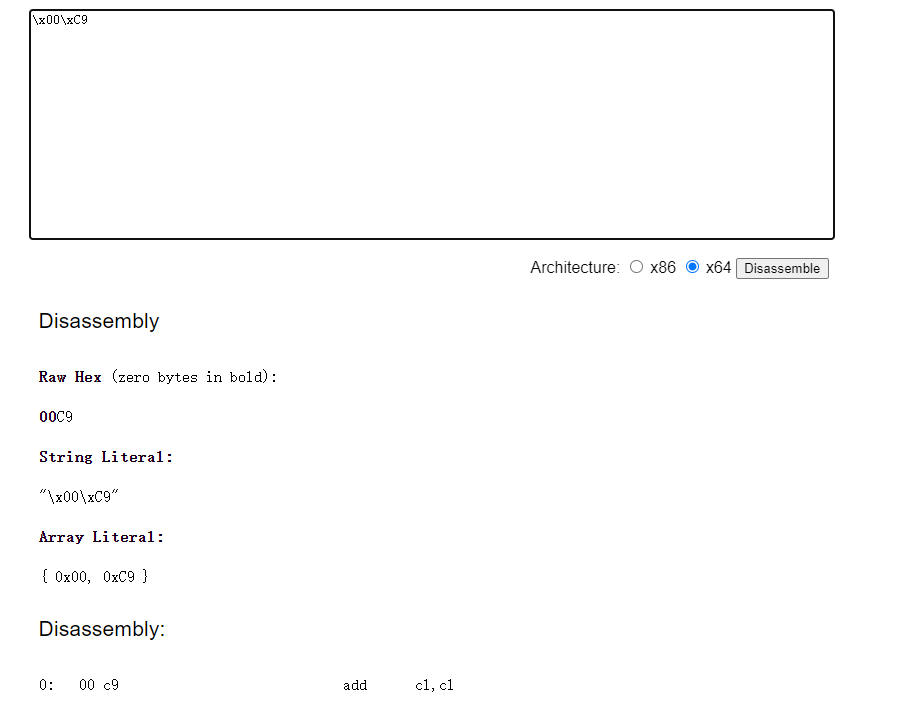 \x00\xC9
Architecture: x86 x64 Disassemble
Disassembly
Raw Hex (zero bytes in bold):
00C9
String Literal:
"\x00\xC9"
Array Literal:
{ 0x00, 0xC9 }
Disassembly:
0: 00 c9 add cl,cl